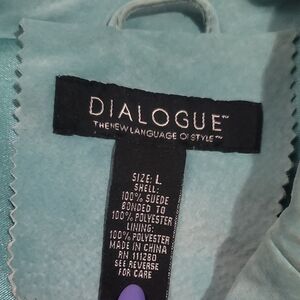 DIALOGUE™
THE NEW LANGUAGE OF STYLE™
SIZE: L
SHELL:
100% SUEDE
BONDED TO
100% POLYESTER
LINING:
100% POLYESTER
MADE IN CHINA
RN 111280
SEE REVERSE
FOR CARE